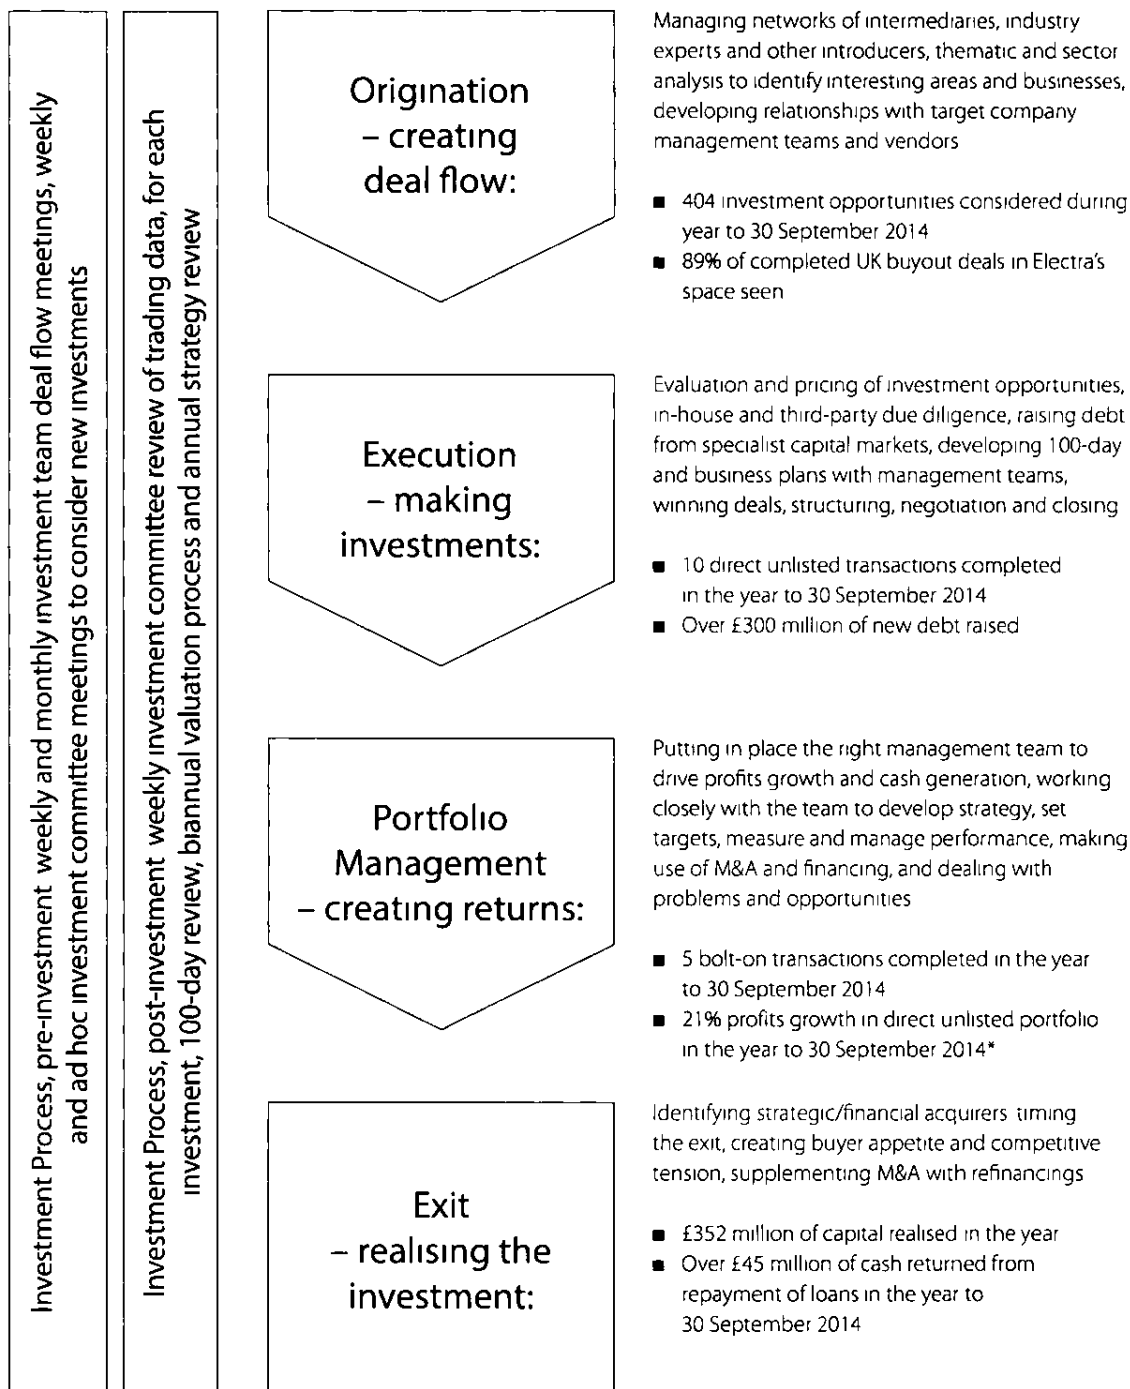 Investment Process, pre-investment weekly and monthly investment team deal flow meetings, weekly
and ad hoc investment committee meetings to consider new investments
Investment Process, post-investment weekly investment committee review of trading data, for each
investment, 100-day review, biannual valuation process and annual strategy review
Origination
– creating
deal flow:
Managing networks of intermediaries, industry
experts and other introducers, thematic and sector
analysis to identify interesting areas and businesses,
developing relationships with target company
management teams and vendors
■ 404 investment opportunities considered during
year to 30 September 2014
■ 89% of completed UK buyout deals in Electra's
space seen
Execution
– making
investments:
Evaluation and pricing of investment opportunities,
in-house and third-party due diligence, raising debt
from specialist capital markets, developing 100-day
and business plans with management teams,
winning deals, structuring, negotiation and closing
■ 10 direct unlisted transactions completed
in the year to 30 September 2014
■ Over £300 million of new debt raised
Portfolio
Management
– creating returns:
Putting in place the right management team to
drive profits growth and cash generation, working
closely with the team to develop strategy, set
targets, measure and manage performance, making
use of M&A and financing, and dealing with
problems and opportunities
■ 5 bolt-on transactions completed in the year
to 30 September 2014
■ 21% profits growth in direct unlisted portfolio
in the year to 30 September 2014*
Exit
– realising the
investment:
Identifying strategic/financial acquirers timing
the exit, creating buyer appetite and competitive
tension, supplementing M&A with refinancings
■ £352 million of capital realised in the year
■ Over £45 million of cash returned from
repayment of loans in the year to
30 September 2014